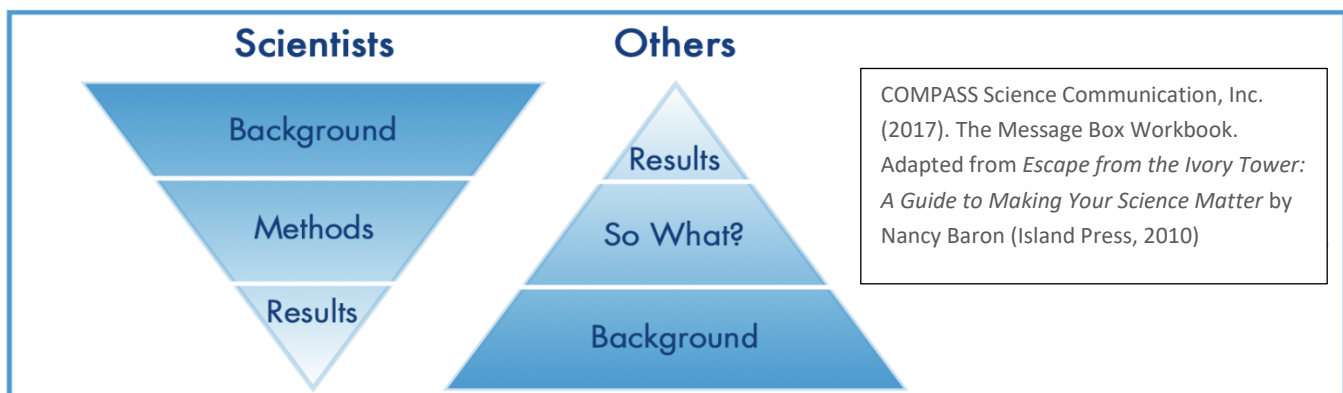 Scientists
Background
Methods
Results
Others
Results
So What?
Background
COMPASS Science Communication, Inc.
(2017). The Message Box Workbook.
Adapted from Escape from the Ivory Tower:
A Guide to Making Your Science Matter by
Nancy Baron (Island Press, 2010)